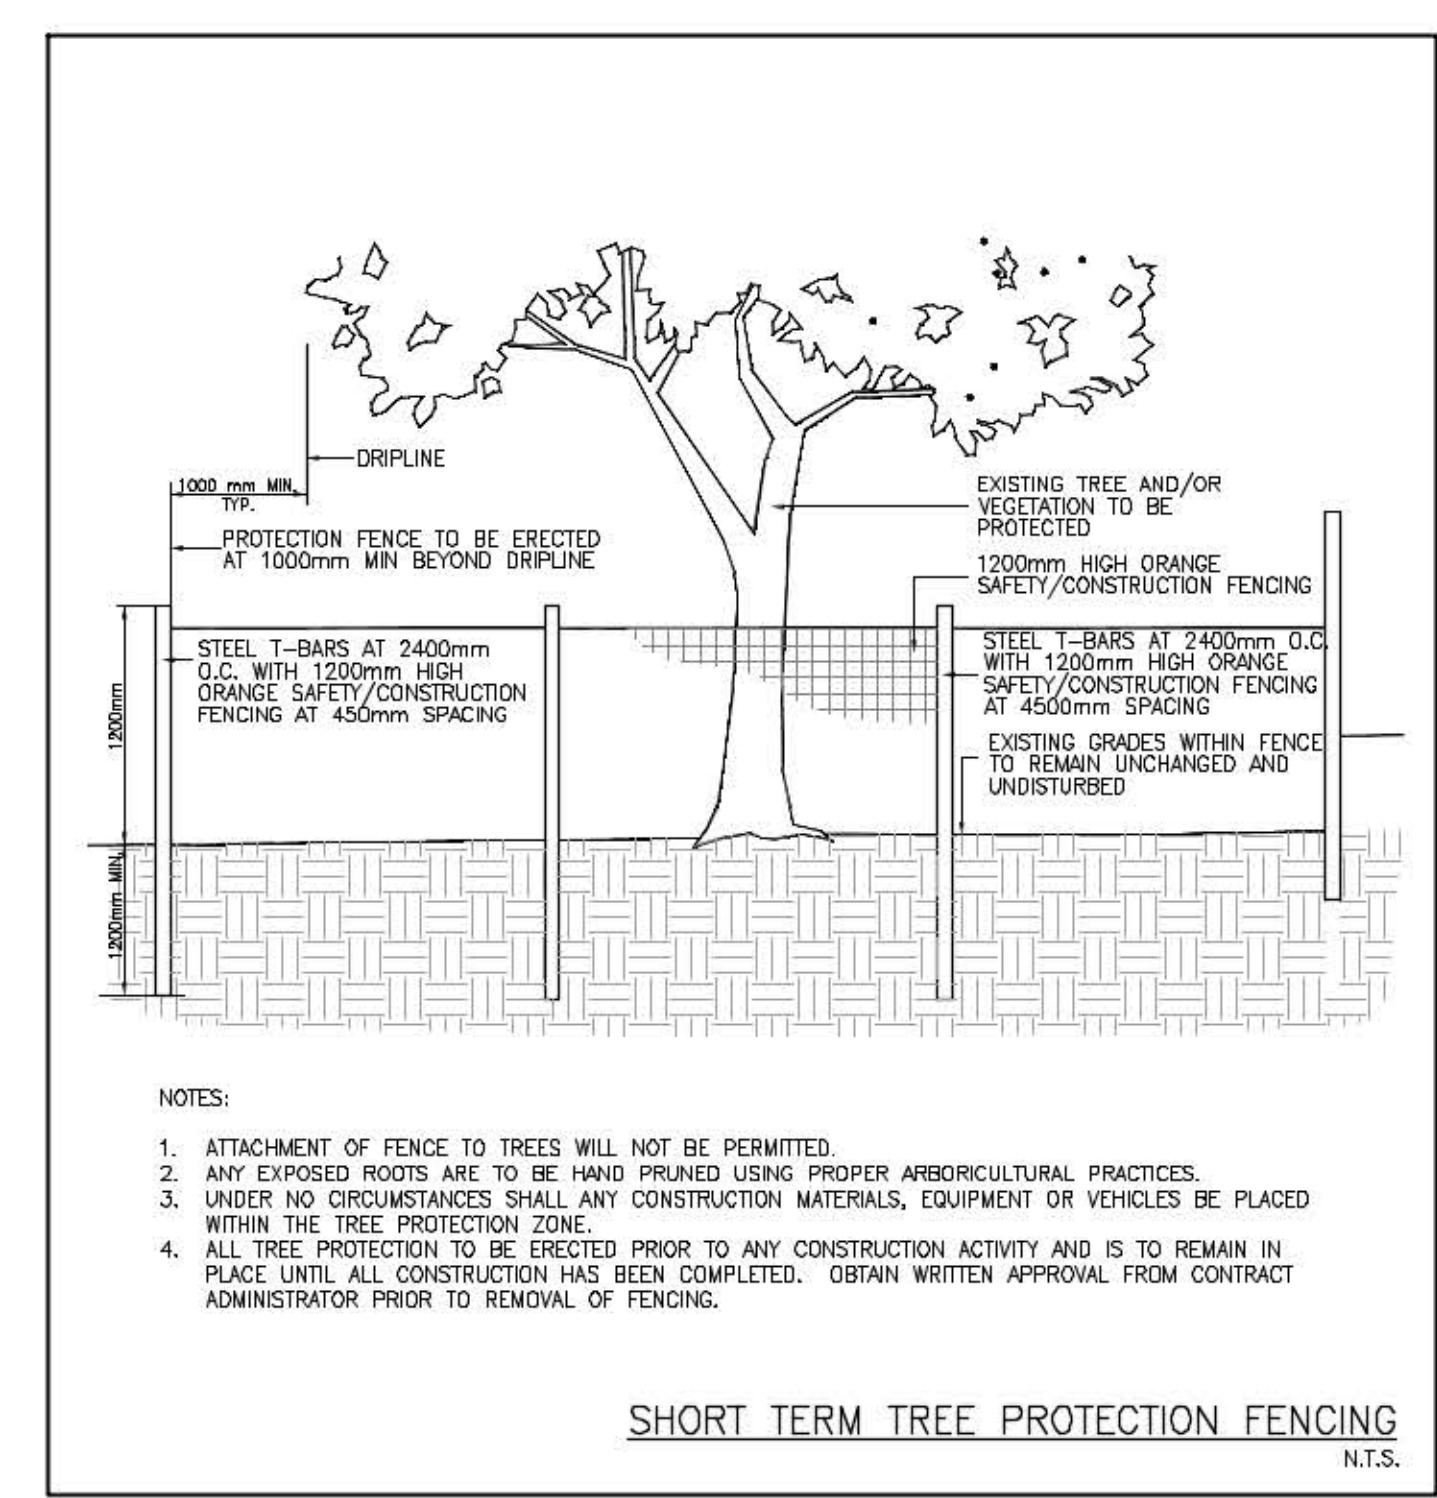 DRIPLINE
1000 mm MIN.
TYP.
PROTECTION FENCE TO BE ERECTED
AT 1000mm MIN BEYOND DRIPLINE
EXISTING TREE AND/OR
VEGETATION TO BE
PROTECTED
1200mm HIGH ORANGE
SAFETY/CONSTRUCTION FENCING
STEEL T-BARS AT 2400mm
O.C. WITH 1200mm HIGH
ORANGE SAFETY/CONSTRUCTION
FENCING AT 450mm SPACING
STEEL T-BARS AT 2400mm O.C.
WITH 1200mm HIGH ORANGE
SAFETY/CONSTRUCTION FENCING
AT 4500mm SPACING
1200mm
EXISTING GRADES WITHIN FENCE
TO REMAIN UNCHANGED AND
UNDISTURBED
1200mm MIN.
NOTES:
1. ATTACHMENT OF FENCE TO TREES WILL NOT BE PERMITTED.
2. ANY EXPOSED ROOTS ARE TO BE HAND PRUNED USING PROPER ARBORICULTURAL PRACTICES.
3. UNDER NO CIRCUMSTANCES SHALL ANY CONSTRUCTION MATERIALS, EQUIPMENT OR VEHICLES BE PLACED
WITHIN THE TREE PROTECTION ZONE.
4. ALL TREE PROTECTION TO BE ERECTED PRIOR TO ANY CONSTRUCTION ACTIVITY AND IS TO REMAIN IN
PLACE UNTIL ALL CONSTRUCTION HAS BEEN COMPLETED. OBTAIN WRITTEN APPROVAL FROM CONTRACT
ADMINISTRATOR PRIOR TO REMOVAL OF FENCING.
SHORT TERM TREE PROTECTION FENCING
N.T.S.